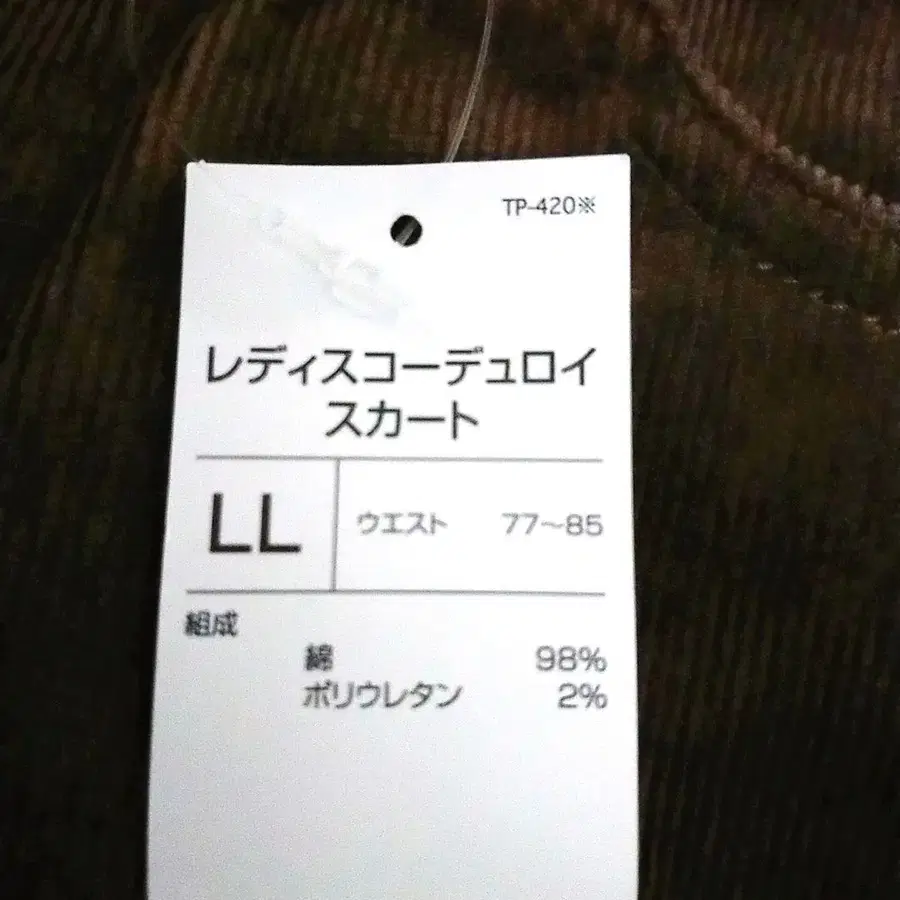 TP-420※
レディスコーデュロイ
スカート
LL
ウエスト 77〜85
組成
綿 98%
ポリウレタン 2%